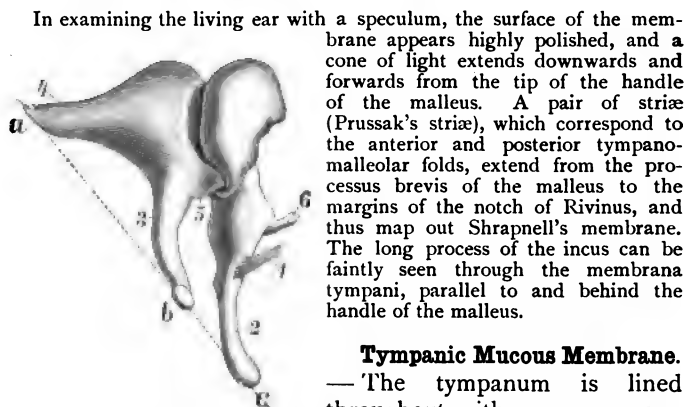 In examining the living ear with a speculum, the surface of the mem-
brane appears highly polished, and a
cone of light extends downwards and
forwards from the tip of the handle
of the malleus. A pair of striæ
(Prussak's striæ), which correspond to
the anterior and posterior tympano-
malleolar folds, extend from the pro-
cessus brevis of the malleus to the
margins of the notch of Rivinus, and
thus map out Shrapnell's membrane.
The long process of the incus can be
faintly seen through the membrana
tympani, parallel to and behind the
handle of the malleus.
Tympanic Mucous Membrane.
— The tympanum is lined
4
a
3
5
6
1
b
2
c